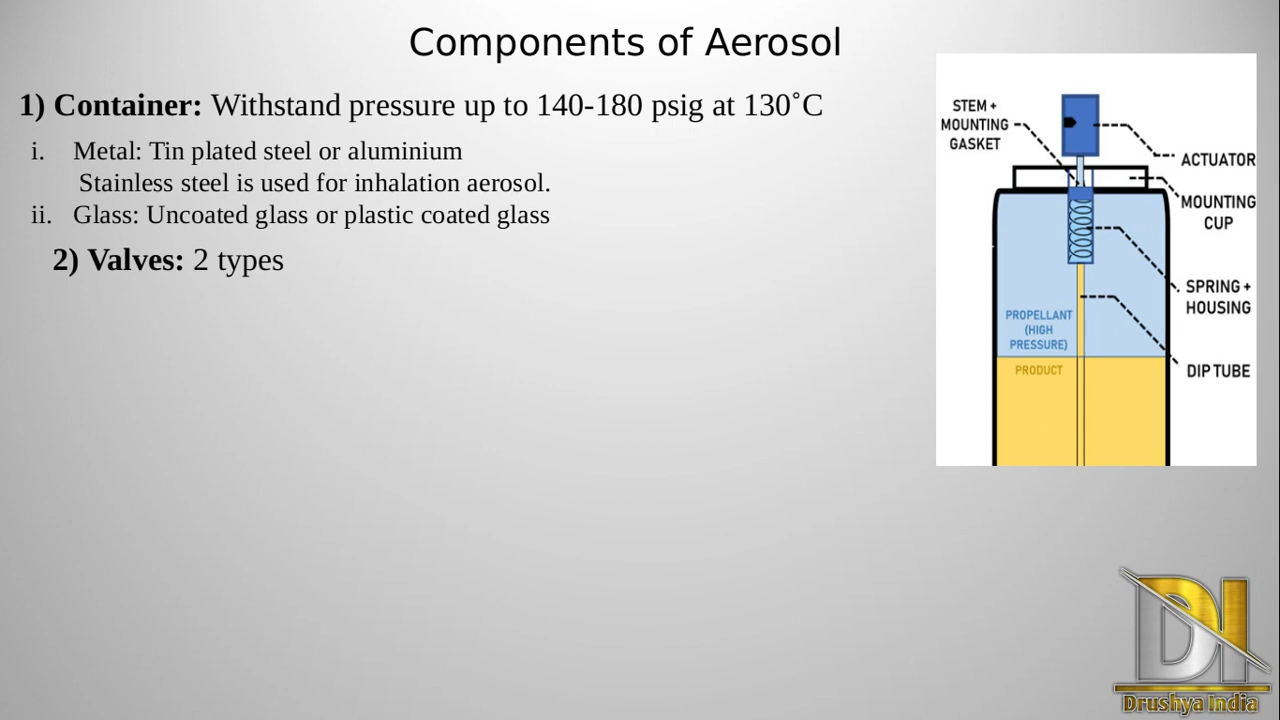 Components of Aerosol
1) Container: Withstand pressure up to 140-180 psig at 130˚C
i. Metal: Tin plated steel or aluminium
Stainless steel is used for inhalation aerosol.
ii. Glass: Uncoated glass or plastic coated glass
2) Valves: 2 types
STEM +
MOUNTING
GASKET
ACTUATOR
MOUNTING
CUP
SPRING +
HOUSING
PROPELLANT
(HIGH
PRESSURE)
PRODUCT
DIP TUBE
DI
Drushya India